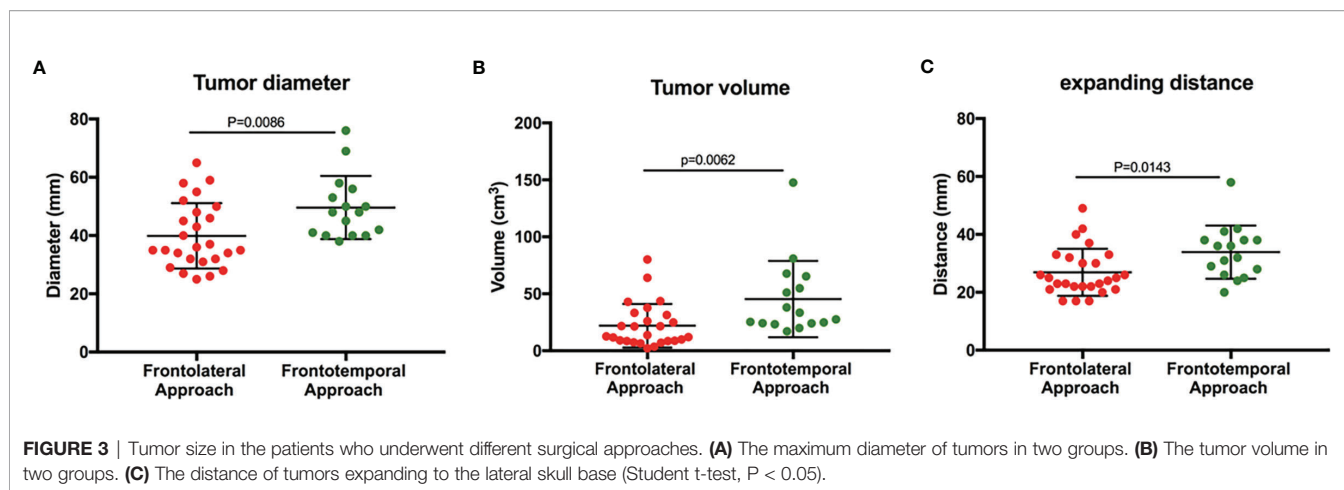 A
Tumor diameter
P=0.0086
80
60
40
20
0
Diameter (mm)
Frontolateral Approach
Frontotemporal Approach
B
Tumor volume
p=0.0062
200
150
100
50
0
Volume (cm³)
Frontolateral Approach
Frontotemporal Approach
C
expanding distance
P=0.0143
80
60
40
20
0
Distance (mm)
Frontolateral Approach
Frontotemporal Approach
FIGURE 3 | Tumor size in the patients who underwent different surgical approaches. (A) The maximum diameter of tumors in two groups. (B) The tumor volume in
two groups. (C) The distance of tumors expanding to the lateral skull base (Student t-test, P < 0.05).